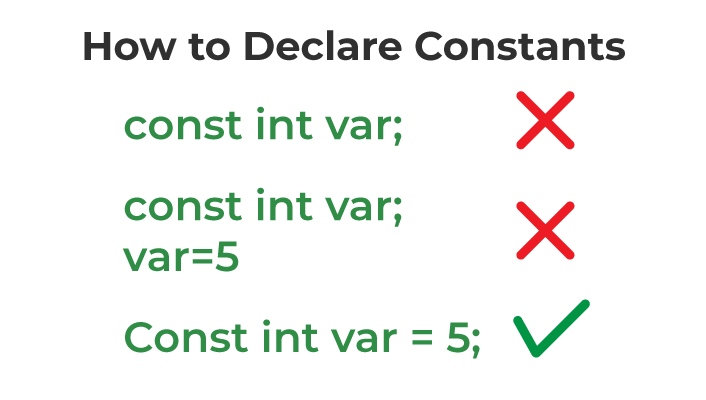 How to Declare Constants
const int var;
const int var;
var=5
Const int var = 5;